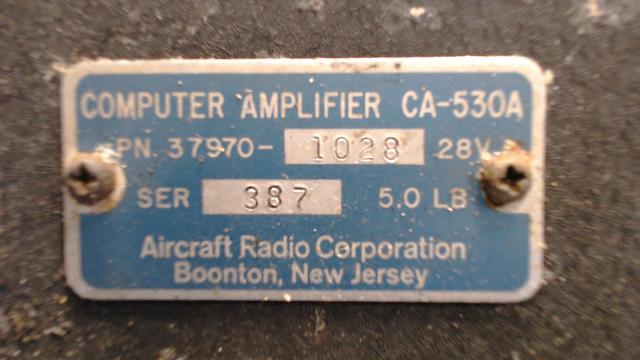 COMPUTER AMPLIFIER CA-530A
PN. 37970- 1028 28V
SER 387 5.0 LB
Aircraft Radio Corporation
Boonton, New Jersey